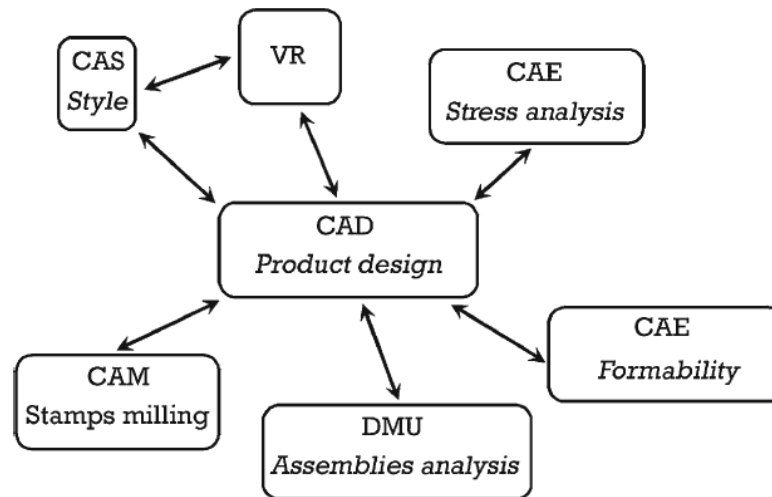 CAS
Style
VR
CAE
Stress analysis
CAD
Product design
CAE
Formability
CAM
Stamps milling
DMU
Assemblies analysis